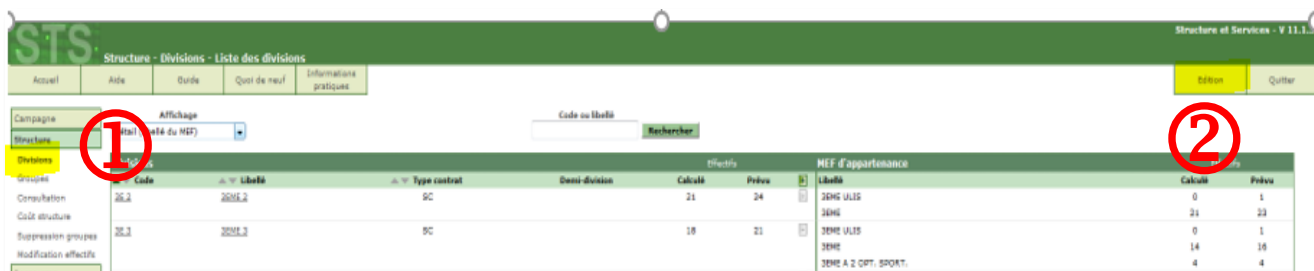 STS
Structure et Services - V 11.1...
Structure - Divisions - Liste des divisions
Accueil Aide Guide Quoi de neuf Informations pratiques Edition Quitter
Campagne
Structure
Divisions
Groupes
Consultation
Coût structure
Suppression groupes
Modification effectifs
1
2
Affichage Code ou libellé
du MEF) Rechercher
Effectifs MEF d'appartenance
Code Libellé Type contrat Demi-division Calculé Prévu Libellé Calculé Prévu
3E 2 3EME 2 SC 21 24 3EME ULIS 0 1
3EME 21 23
3E 3 3EME 3 SC 18 21 3EME ULIS 0 1
3EME 14 16
3EME A 2 OPT. SPORT. 4 4